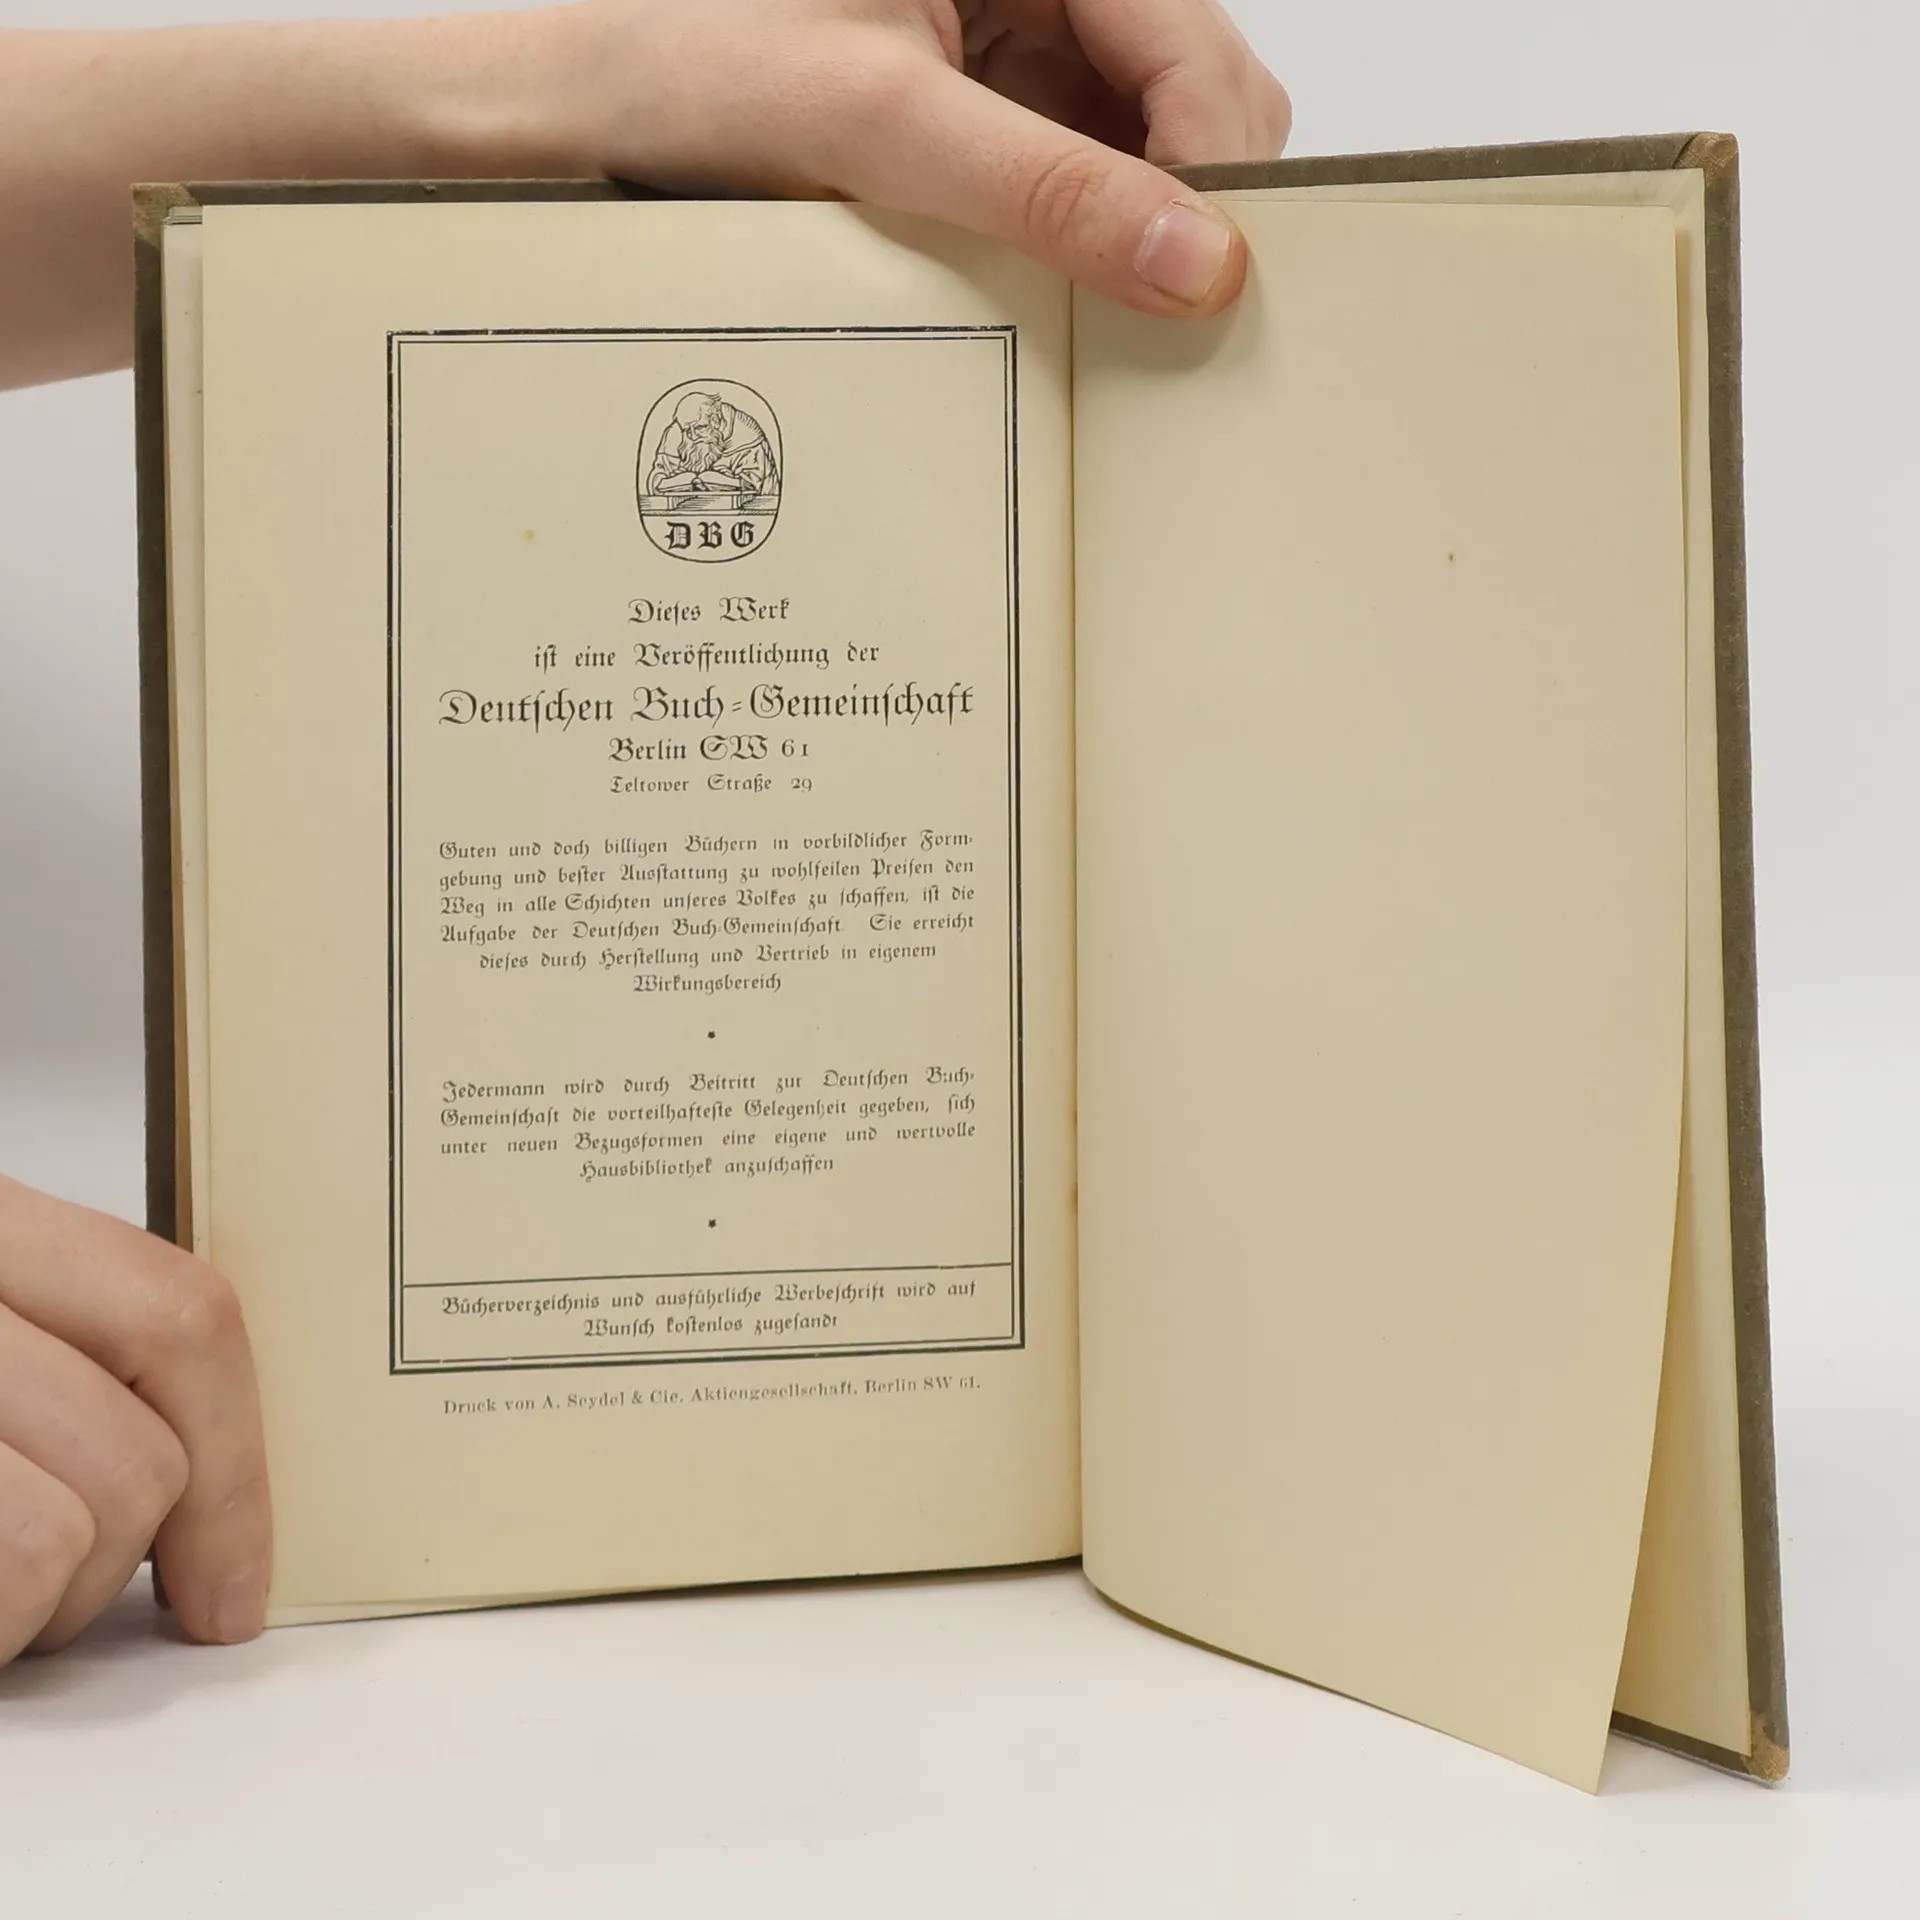 DBG
Dieses Werk
ist eine Veröffentlichung der
Deutschen Buch-Gemeinschaft
Berlin SW 61
Teltower Straße 29
Guten und doch billigen Büchern in vorbildlicher Form-
gebung und bester Ausstattung zu wohlfeilen Preisen den
Weg in alle Schichten unseres Volkes zu schaffen, ist die
Aufgabe der Deutschen Buch-Gemeinschaft. Sie erreicht
dieses durch Herstellung und Vertrieb in eigenem
Wirkungsbereich
*
Jedermann wird durch Beitritt zur Deutschen Buch-
Gemeinschaft die vorteilhafteste Gelegenheit gegeben, sich
unter neuen Bezugsformen eine eigene und wertvolle
Hausbibliothek anzuschaffen
*
Bücherverzeichnis und ausführliche Werbeschrift wird auf
Wunsch kostenlos zugesandt
Druck von A. Seydel & Cie. Aktiengesellschaft, Berlin SW 61.